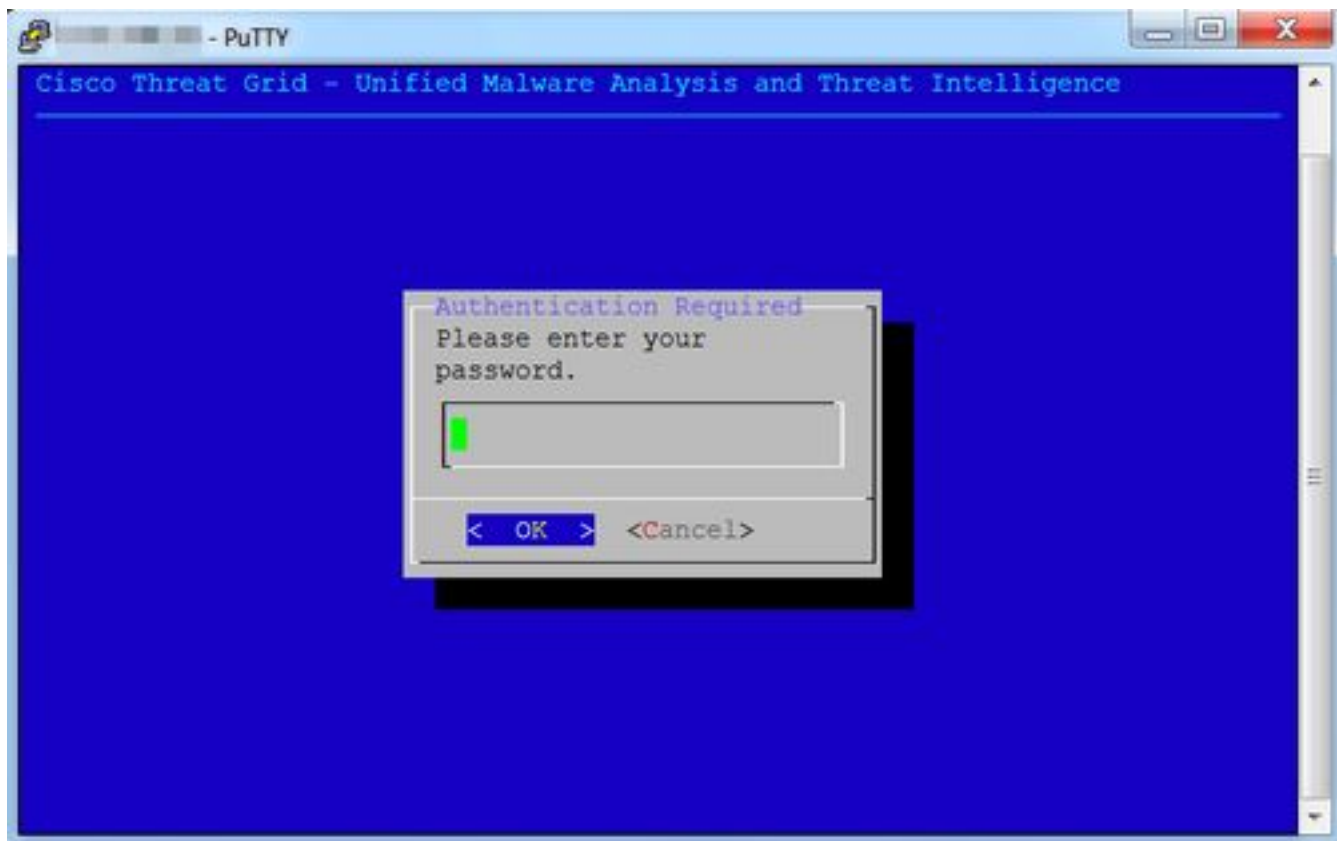 - PuTTY
Cisco Threat Grid - Unified Malware Analysis and Threat Intelligence
Authentication Required
Please enter your
password.
< OK > <Cancel>